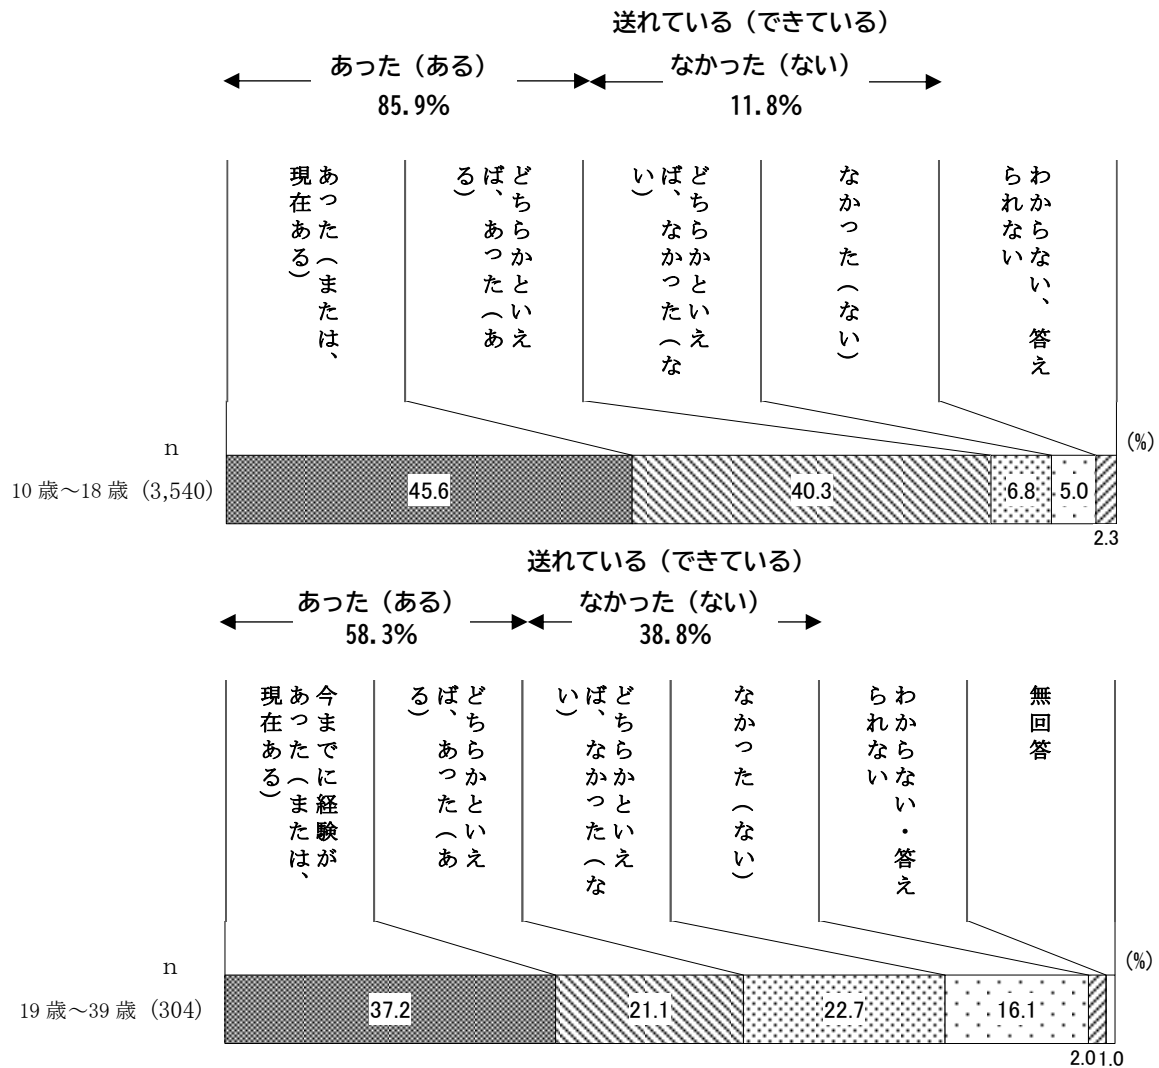 送れている（できている）
あった（ある）
なかった（ない）
85.9%
11.8%
あった（または、
現在ある）
どちらかといえ
ば、あった（あ
る）
どちらかといえ
ば、なかった（な
い）
なかった（ない）
わからない、答え
られない
(%)
n
10 歳～18 歳 (3,540)
45.6
40.3
6.8
5.0
2.3
送れている（できている）
あった（ある）
なかった（ない）
58.3%
38.8%
今までに経験が
あった（または、
現在ある）
どちらかといえ
ば、あった（あ
る）
どちらかといえ
ば、なかった（な
い）
なかった（ない）
わからない・答え
られない
無回答
(%)
n
19 歳～39 歳 (304)
37.2
21.1
22.7
16.1
2.0
1.0